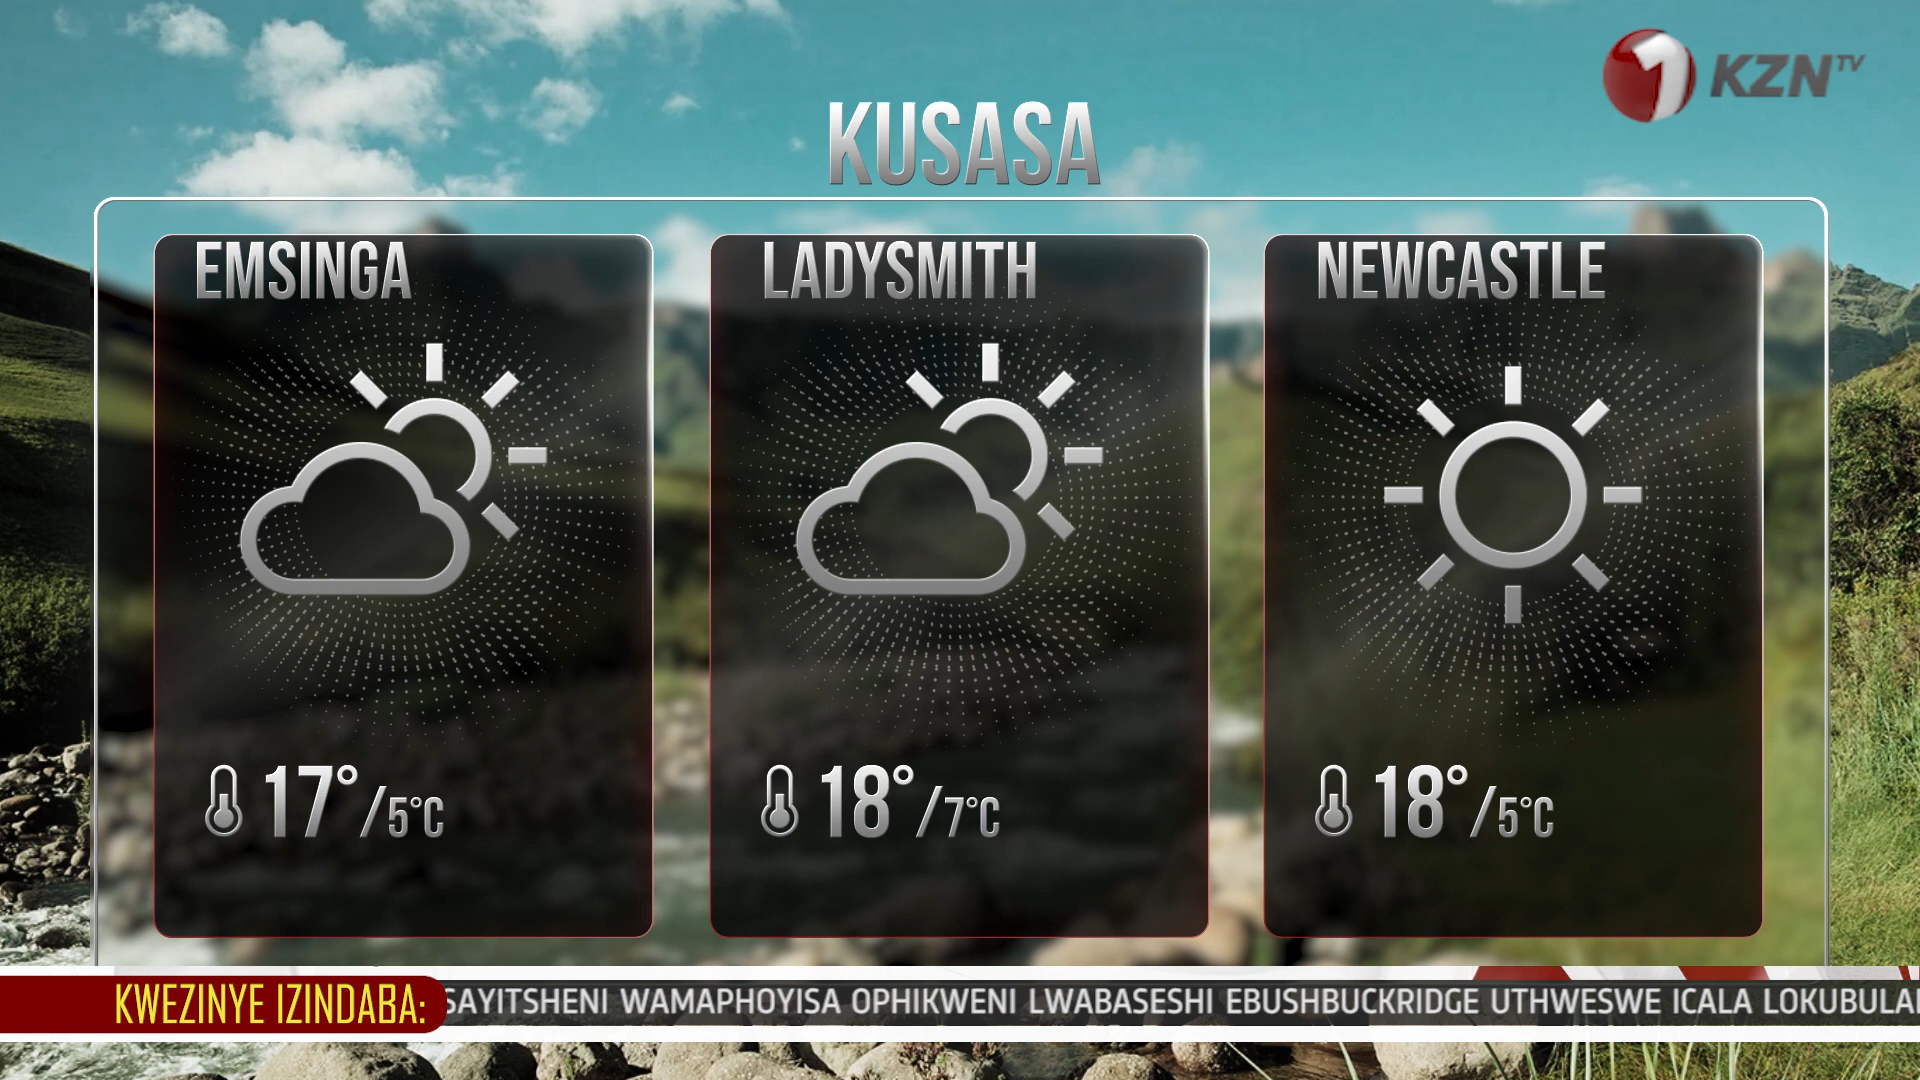 1 KZN TV
KUSASA
EMSINGA
LADYSMITH
NEWCASTLE
17°/5°C
18°/7°C
18°/5°C
KWEZINYE IZINDABA: SAYITSHENI WAMAPHOYISA OPHIKWENI LWABASESHI EBUSHBUCKRIDGE UTHWESWE ICALA